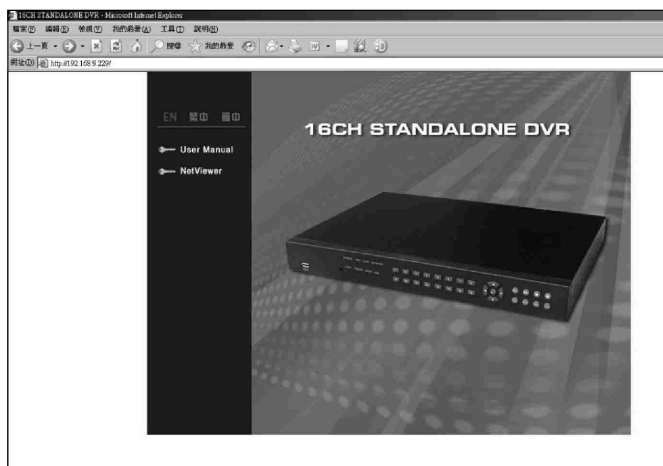 16CH STANDALONE DVR - Microsoft Internet Explorer
檔案(F) 編輯(E) 檢視(V) 我的最愛(A) 工具(T) 說明(H)
上一頁 搜尋 我的最愛
網址(D) http://192.168.9.229/
EN 繁中 簡中
16CH STANDALONE DVR
User Manual
NetViewer